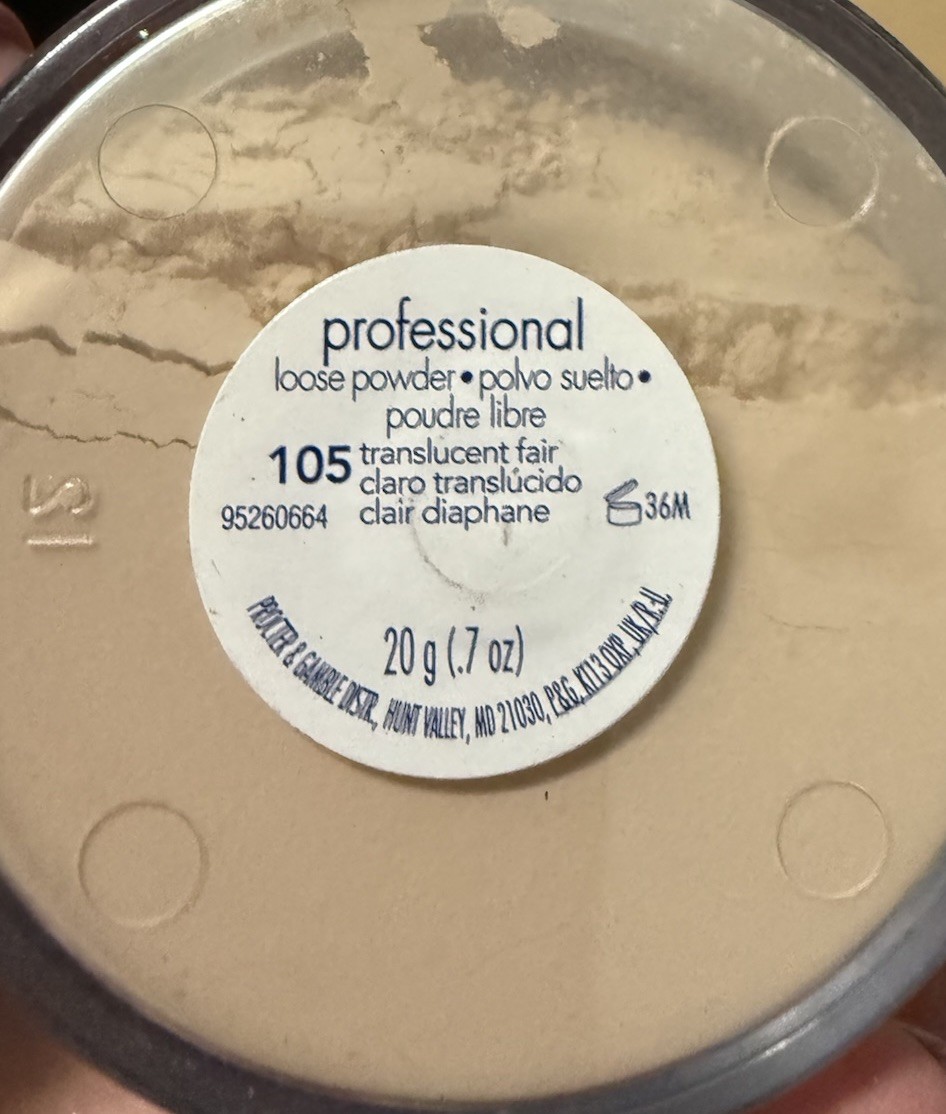 professional
loose powder • polvo suelto •
poudre libre
105 translucent fair
claro translúcido
95260664 clair diaphane 36M
20 g (.7 oz)
PROCTER & GAMBLE DISTR., HUNT VALLEY, MD 21030, P&G, KT13 0XP, UK/R.-U.